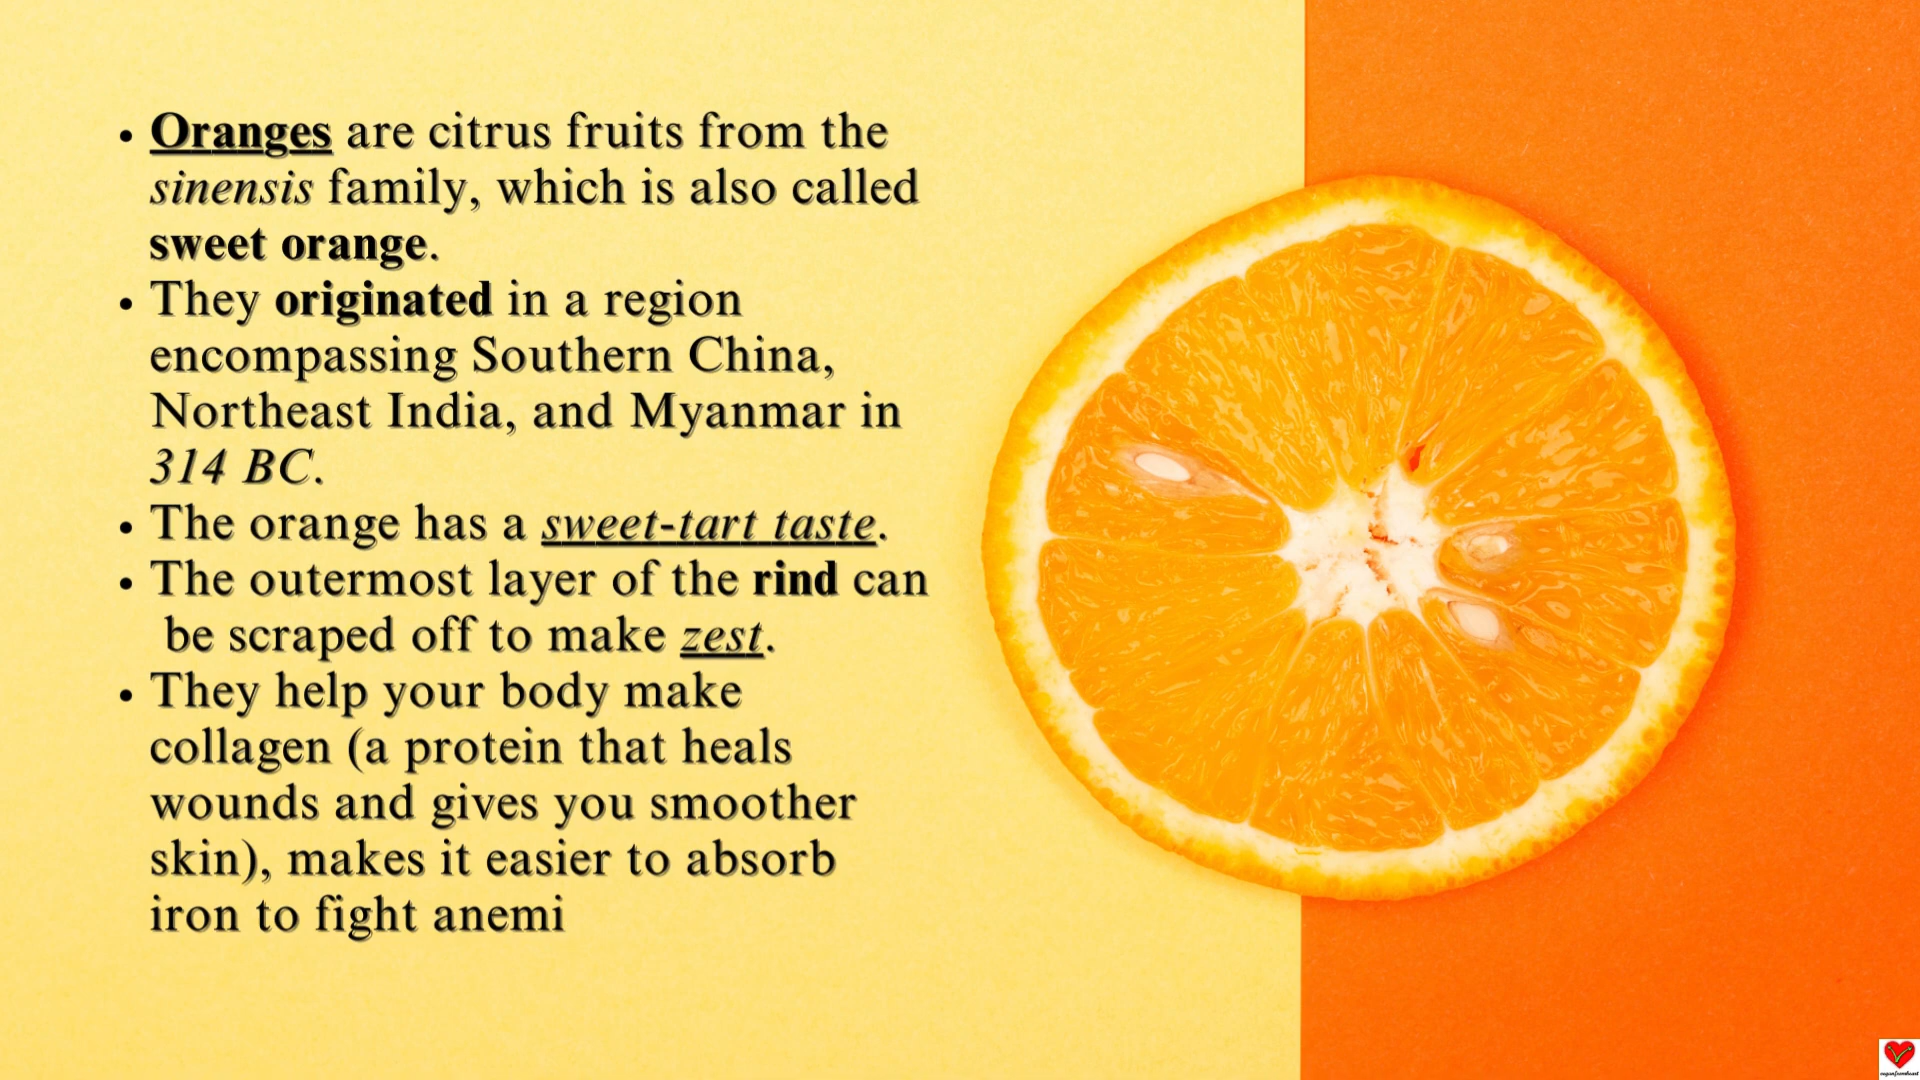 • Oranges are citrus fruits from the
sinensis family, which is also called
sweet orange.
• They originated in a region
encompassing Southern China,
Northeast India, and Myanmar in
314 BC.
• The orange has a sweet-tart taste.
• The outermost layer of the rind can
be scraped off to make zest.
• They help your body make
collagen (a protein that heals
wounds and gives you smoother
skin), makes it easier to absorb
iron to fight anemi